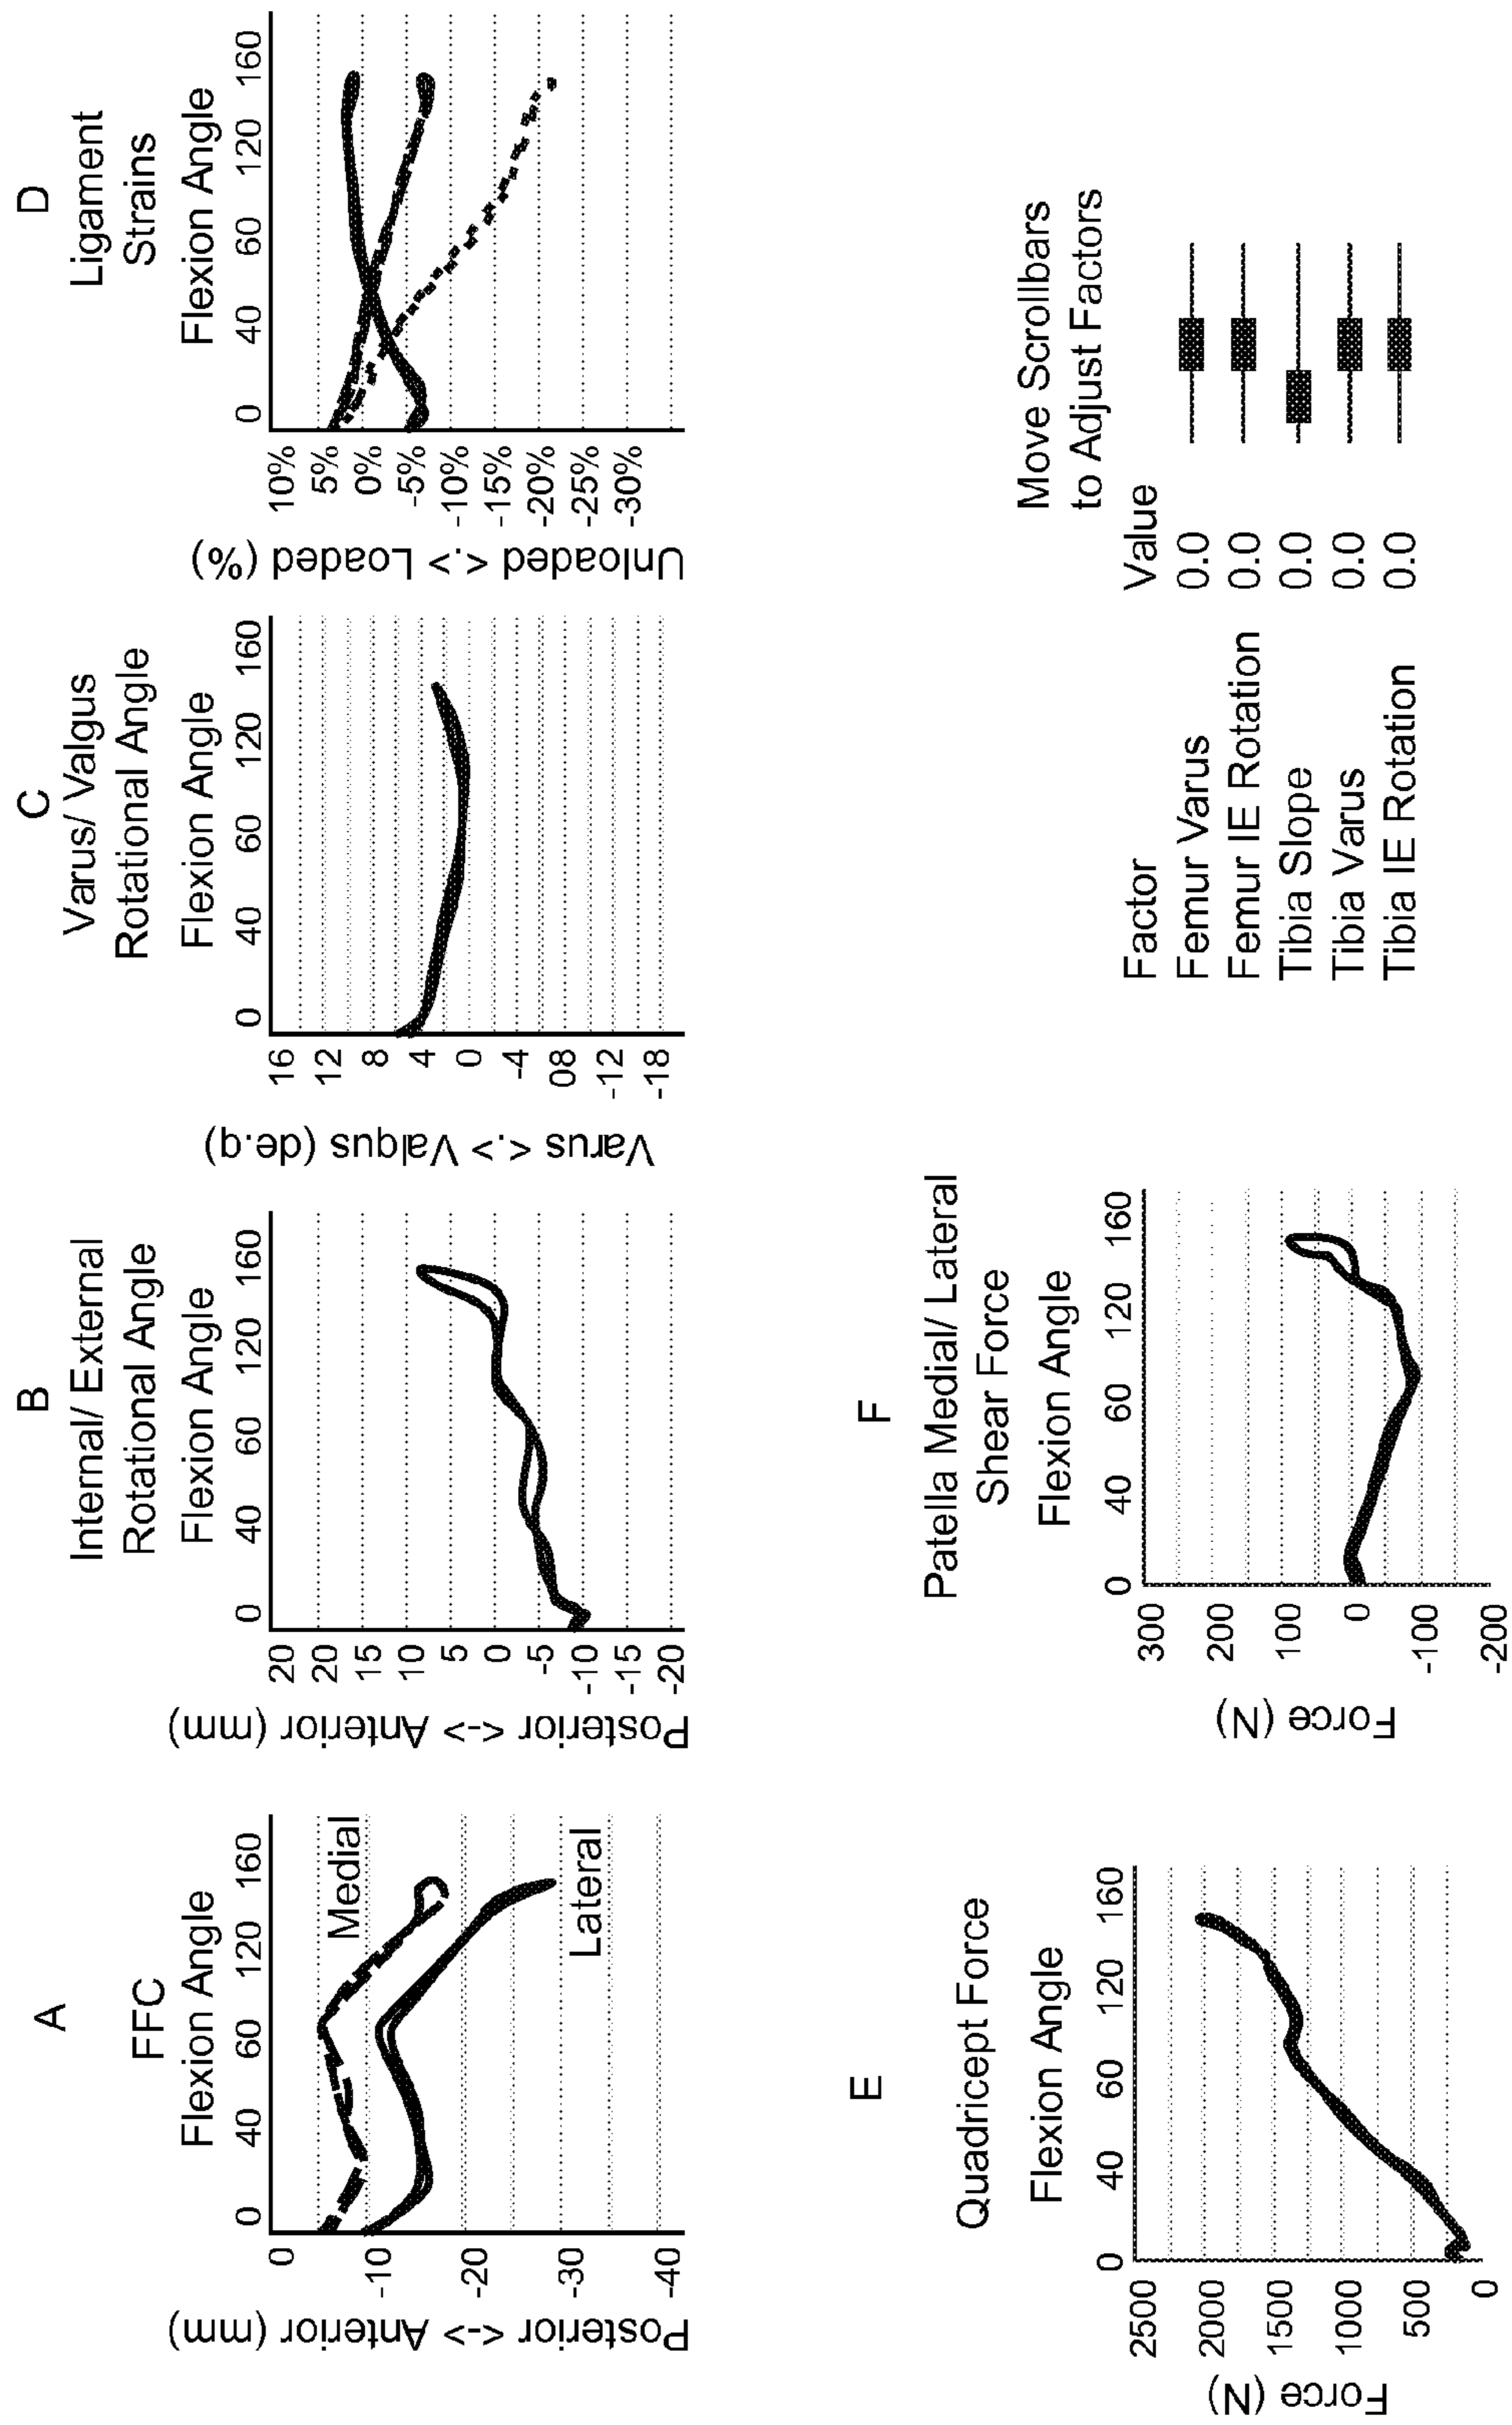 A
FFC
Flexion Angle
0 40 60 120 160
0
-10
-20
-30
-40
Posterior <-> Anterior (mm)
Medial
Lateral
B
Internal/ External
Rotational Angle
Flexion Angle
0 40 60 120 160
20
20
15
10
5
0
-5
-10
-15
-20
Posterior <-> Anterior (mm)
C
Varus/ Valgus
Rotational Angle
Flexion Angle
0 40 60 120 160
16
12
8
4
0
-4
08
-12
-18
Varus <.> Valqus (de.q)
D
Ligament
Strains
Flexion Angle
0 40 60 120 160
10%
5%
0%
-5%
-10%
-15%
-20%
-25%
-30%
Unloaded <.> Loaded (%)
E
Quadricept Force
Flexion Angle
0 40 60 120 160
2500
2000
1500
1000
500
0
Force (N)
F
Patella Medial/ Lateral
Shear Force
Flexion Angle
0 40 60 120 160
300
200
100
0
-100
-200
Force (N)
Move Scrollbars
to Adjust Factors
Factor Value
Femur Varus 0.0
Femur IE Rotation 0.0
Tibia Slope 0.0
Tibia Varus 0.0
Tibia IE Rotation 0.0